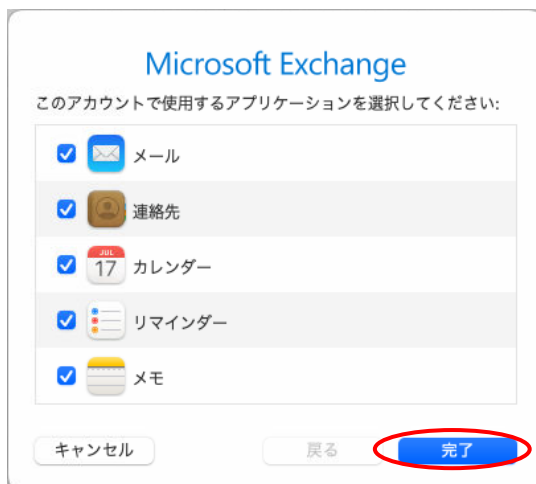 Microsoft Exchange
このアカウントで使用するアプリケーションを選択してください:
メール
連絡先
JUL
17
カレンダー
リマインダー
メモ
キャンセル
戻る
完了